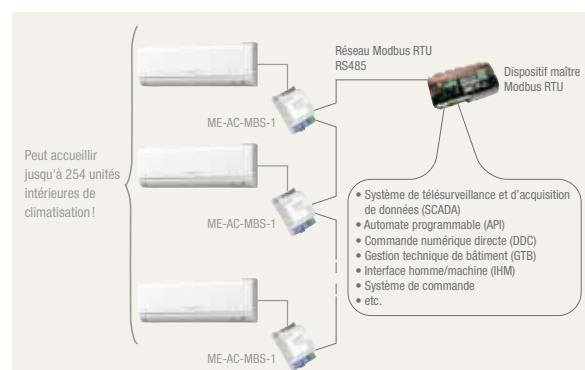 Réseau Modbus RTU
RS485
Dispositif maître
Modbus RTU
ME-AC-MBS-1
Peut accueillir
jusqu'à 254 unités
intérieures de
climatisation !
ME-AC-MBS-1
• Système de télésurveillance et d'acquisition
de données (SCADA)
• Automate programmable (API)
• Commande numérique directe (DDC)
• Gestion technique de bâtiment (GTB)
• Interface homme/machine (IHM)
• Système de commande
• etc.
ME-AC-MBS-1